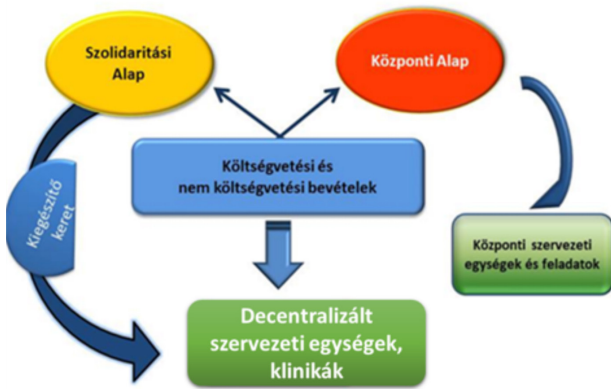 Szolidaritási
Alap
Központi Alap
Költségvetési és
nem költségvetési bevételek
Kiegészítő
keret
Központi szervezeti
egységek és feladatok
Decentralizált
szervezeti egységek,
klinikák